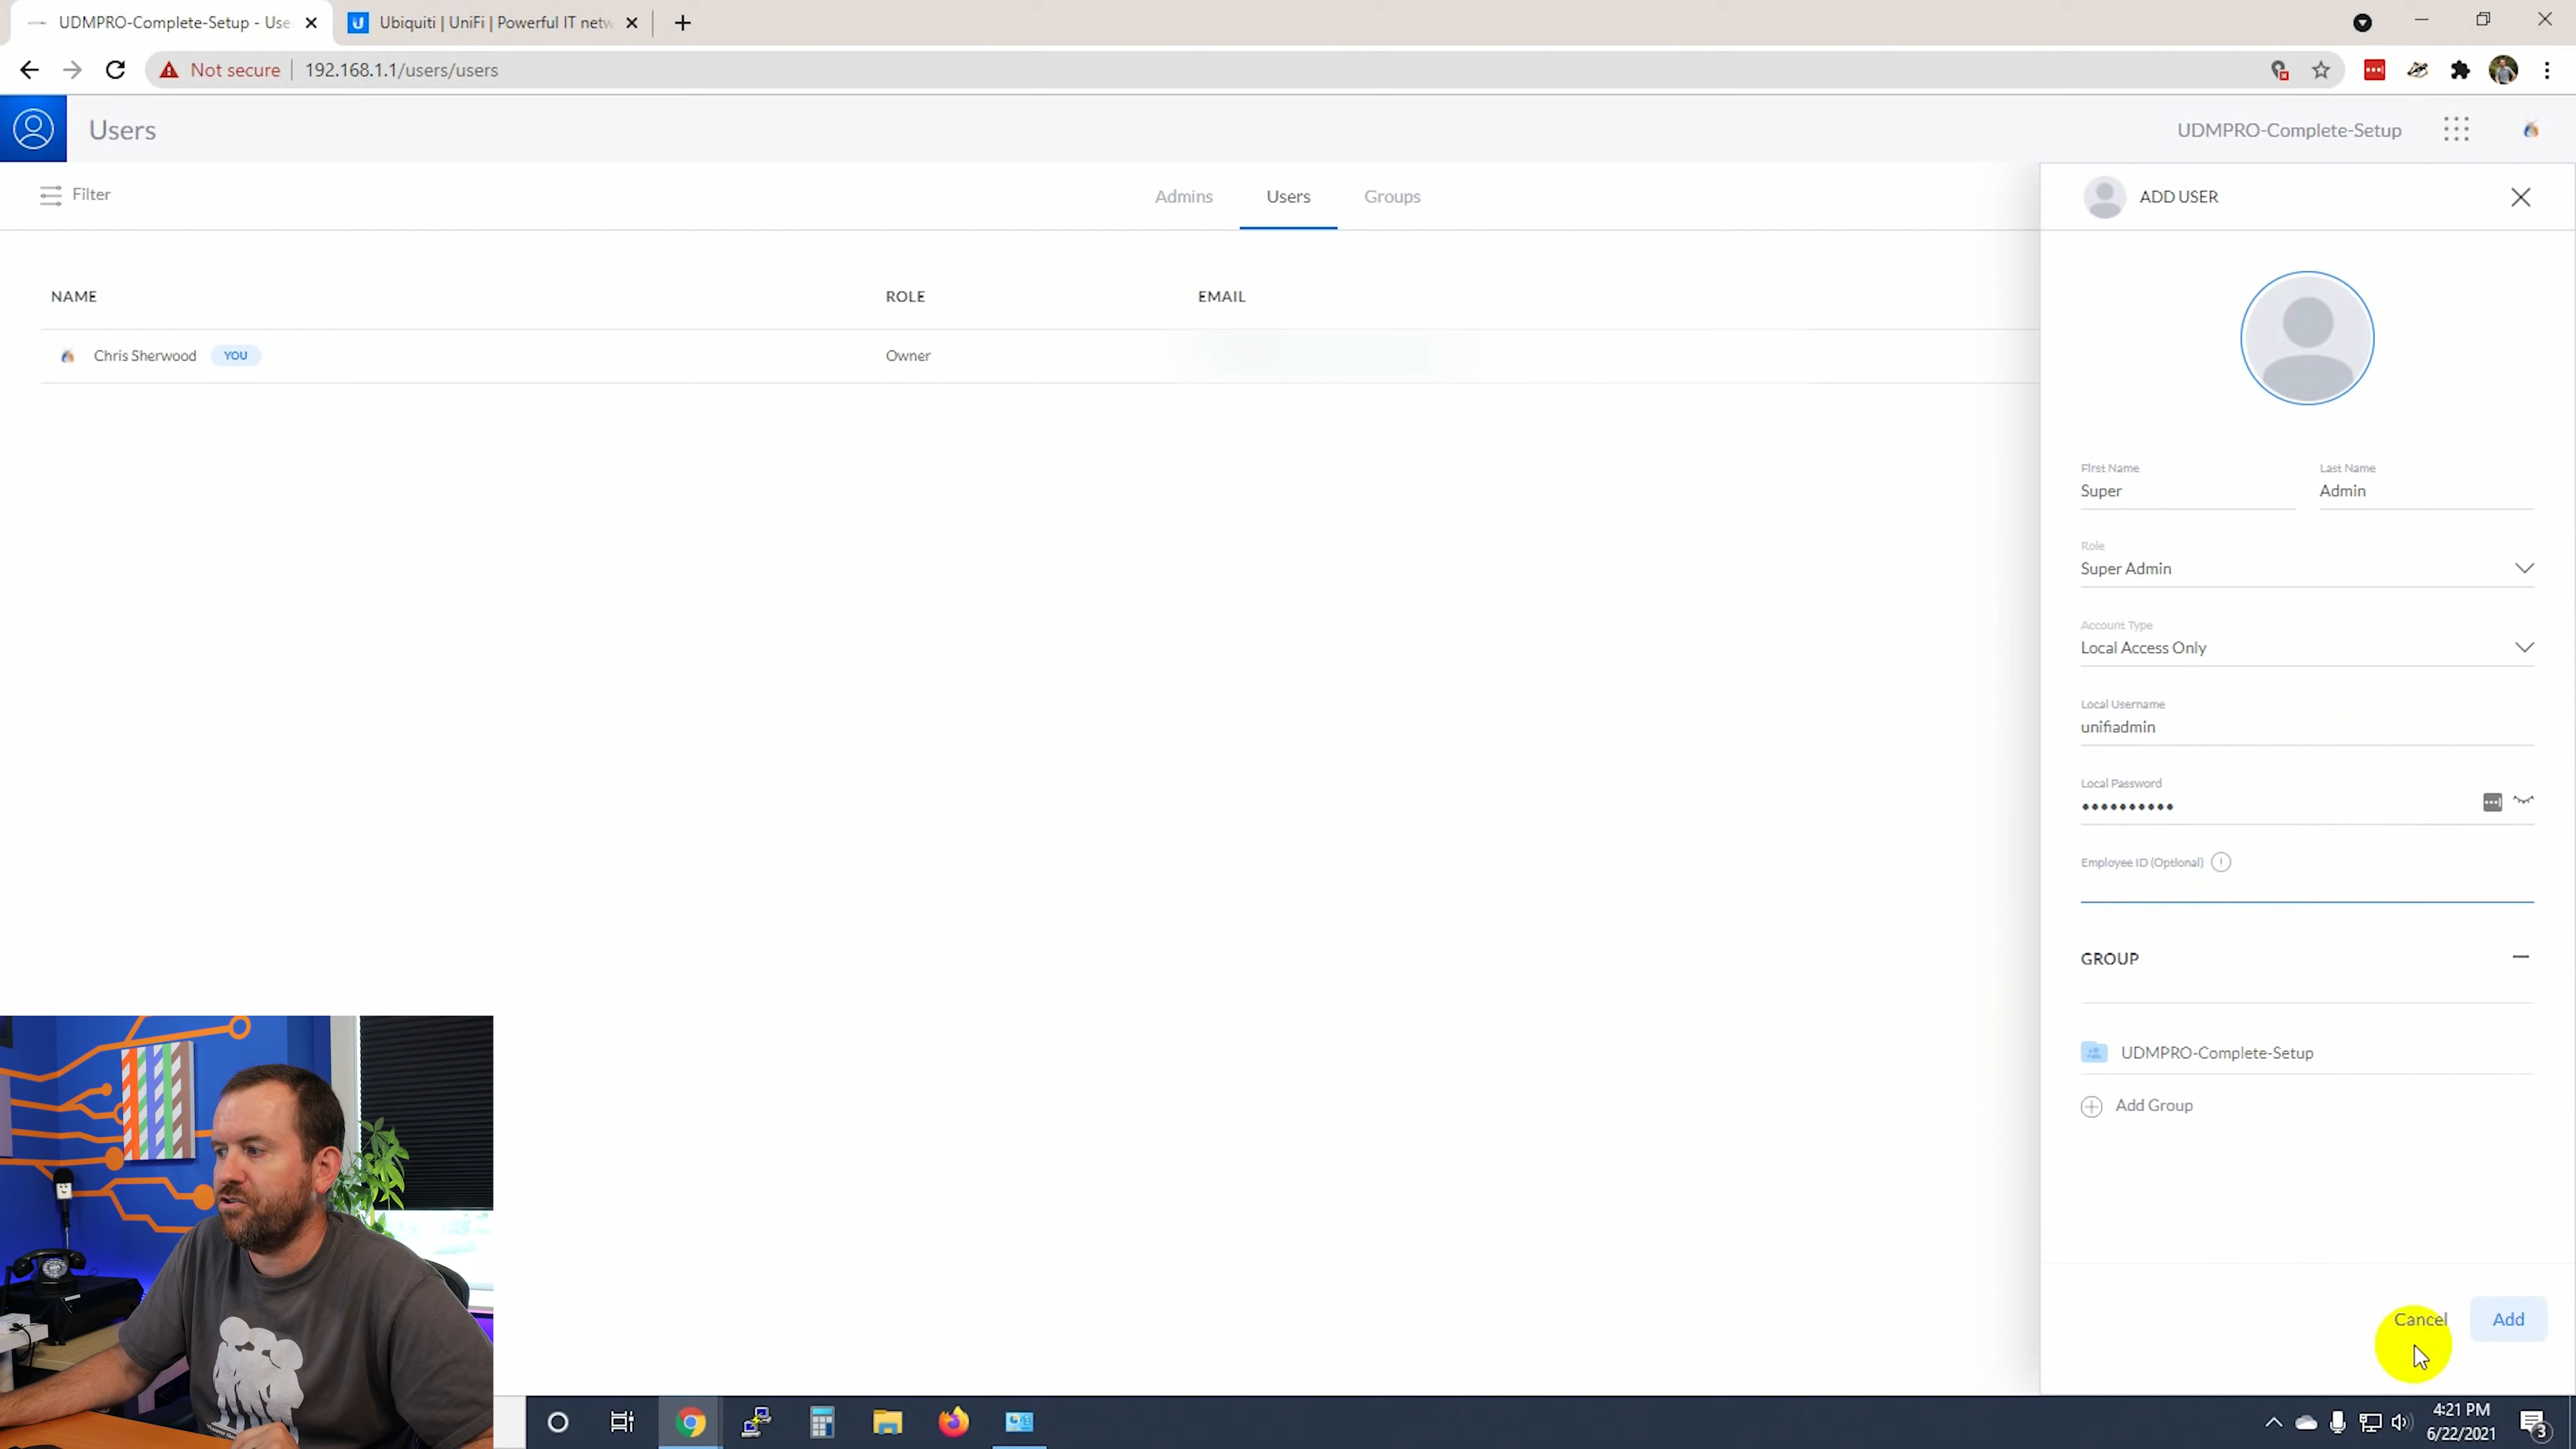 UDMPRO-Complete-Setup - Use
Ubiquiti | UniFi | Powerful IT netw
Not secure
192.168.1.1/users/users
Users
UDMPRO-Complete-Setup
Filter
Admins
Users
Groups
ADD USER
NAME
ROLE
EMAIL
Chris Sherwood
YOU
Owner
First Name
Super
Last Name
Admin
Role
Super Admin
Account Type
Local Access Only
Local Username
unifiadmin
Local Password
••••••••••
Employee ID (Optional)
GROUP
UDMPRO-Complete-Setup
Add Group
Cancel
Add
4:21 PM
6/22/2021
3